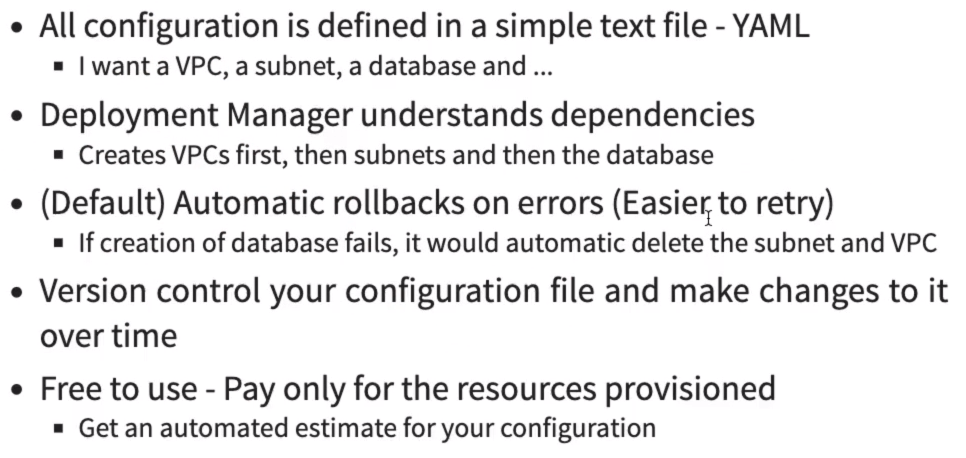 • All configuration is defined in a simple text file - YAML
▪ I want a VPC, a subnet, a database and ...
• Deployment Manager understands dependencies
▪ Creates VPCs first, then subnets and then the database
• (Default) Automatic rollbacks on errors (Easier to retry)
▪ If creation of database fails, it would automatic delete the subnet and VPC
• Version control your configuration file and make changes to it
over time
• Free to use - Pay only for the resources provisioned
▪ Get an automated estimate for your configuration